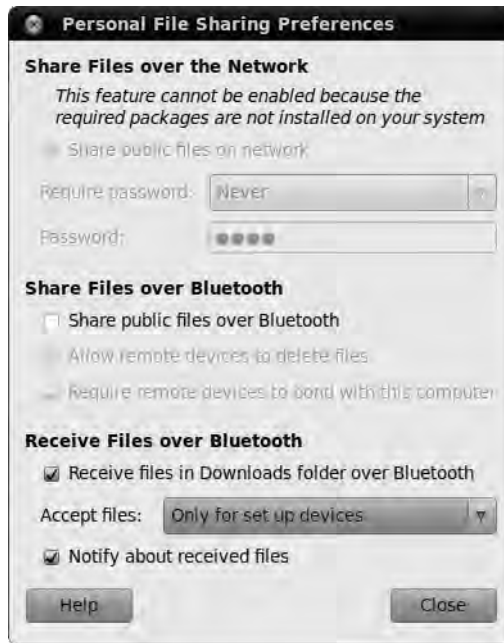 Personal File Sharing Preferences
Share Files over the Network
This feature cannot be enabled because the
required packages are not installed on your system
Share public files on network
Require password: Never
Password:
Share Files over Bluetooth
Share public files over Bluetooth
Allow remote devices to delete files
Require remote devices to bond with this computer
Receive Files over Bluetooth
Receive files in Downloads folder over Bluetooth
Accept files: Only for set up devices
Notify about received files
Help Close